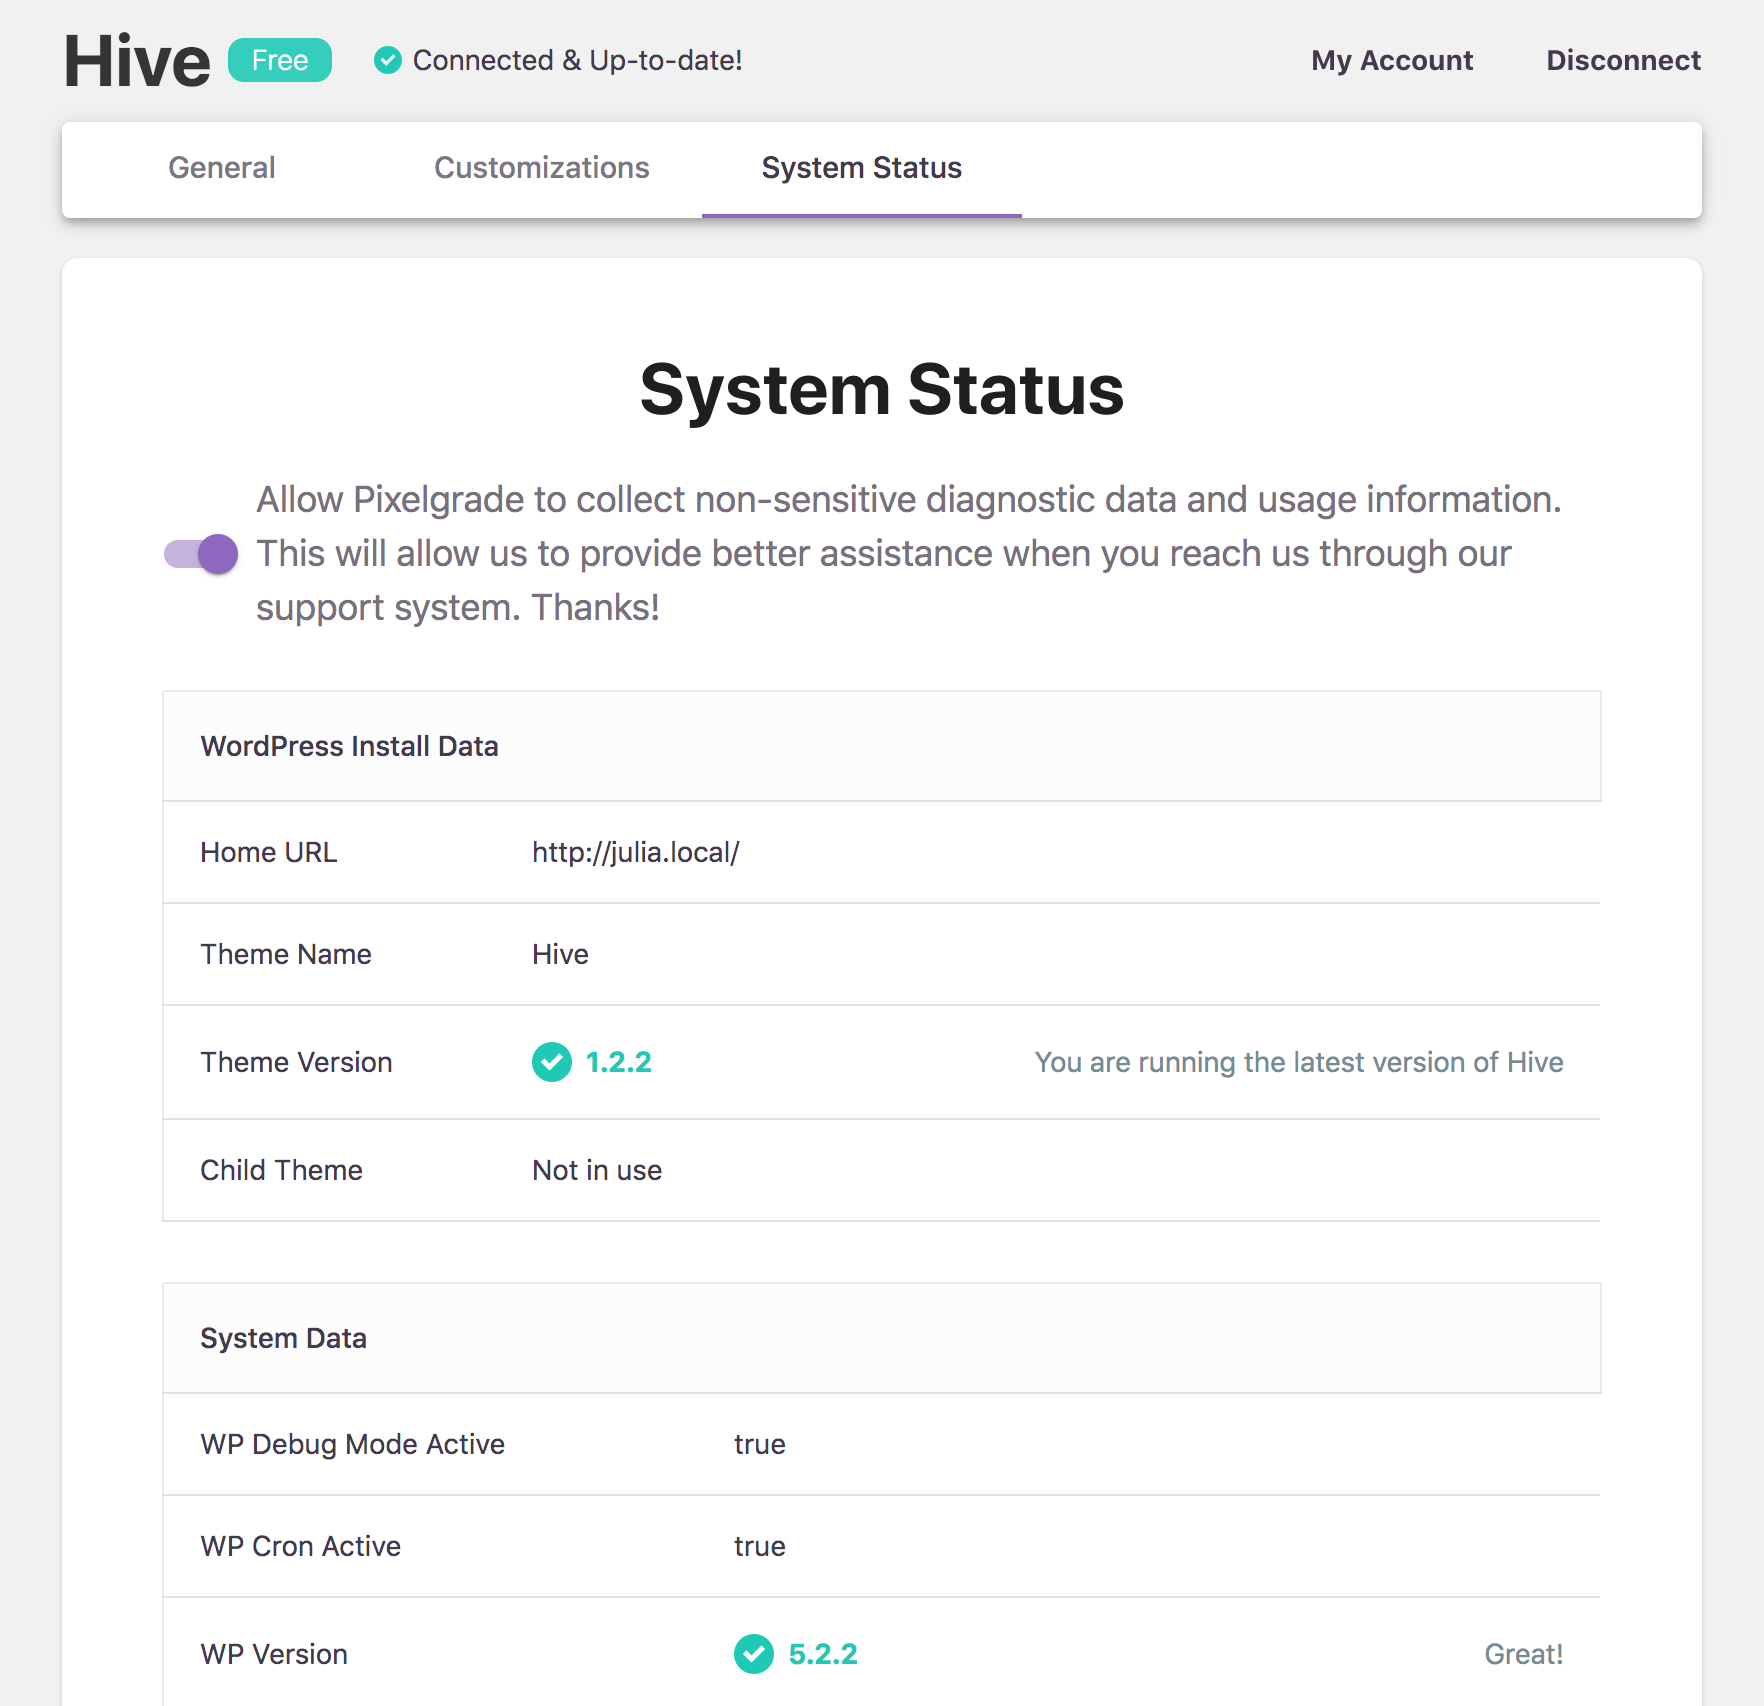 Hive Free Connected & Up-to-date! My Account Disconnect
General Customizations System Status
System Status
Allow Pixelgrade to collect non-sensitive diagnostic data and usage information.
This will allow us to provide better assistance when you reach us through our
support system. Thanks!
WordPress Install Data
Home URL http://julia.local/
Theme Name Hive
Theme Version 1.2.2 You are running the latest version of Hive
Child Theme Not in use
System Data
WP Debug Mode Active true
WP Cron Active true
WP Version 5.2.2 Great!